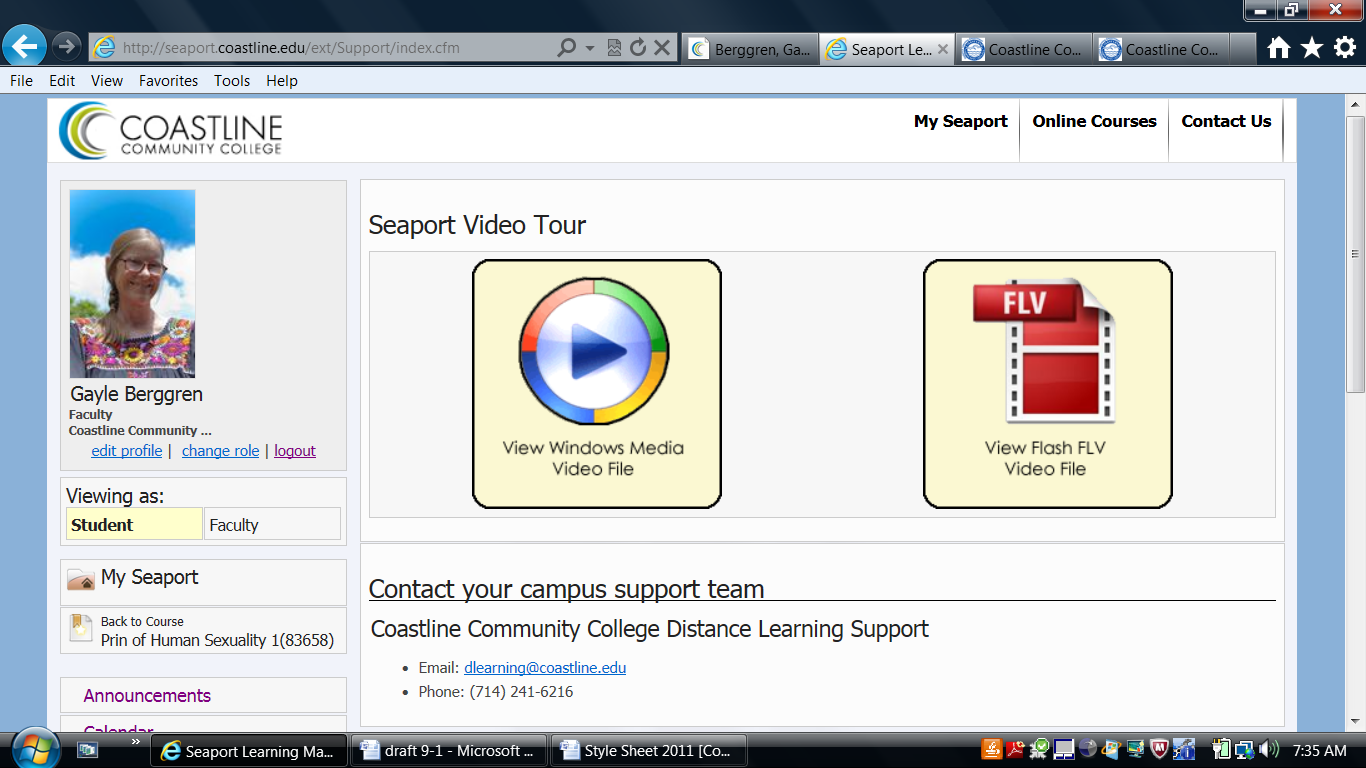 http://seaport.coastline.edu/ext/Support/index.cfm
Berggren, Ga...
Seaport Le...
Coastline Co...
Coastline Co...
File Edit View Favorites Tools Help
COASTLINE
COMMUNITY COLLEGE
My Seaport
Online Courses
Contact Us
Gayle Berggren
Faculty
Coastline Community ...
edit profile | change role | logout
Viewing as:
Student
Faculty
My Seaport
Back to Course
Prin of Human Sexuality 1(83658)
Announcements
Calendar
Seaport Video Tour
View Windows Media
Video File
FLV
View Flash FLV
Video File
Contact your campus support team
Coastline Community College Distance Learning Support
Email: dlearning@coastline.edu
Phone: (714) 241-6216
Seaport Learning Ma...
draft 9-1 - Microsoft ...
Style Sheet 2011 [Co...
7:35 AM